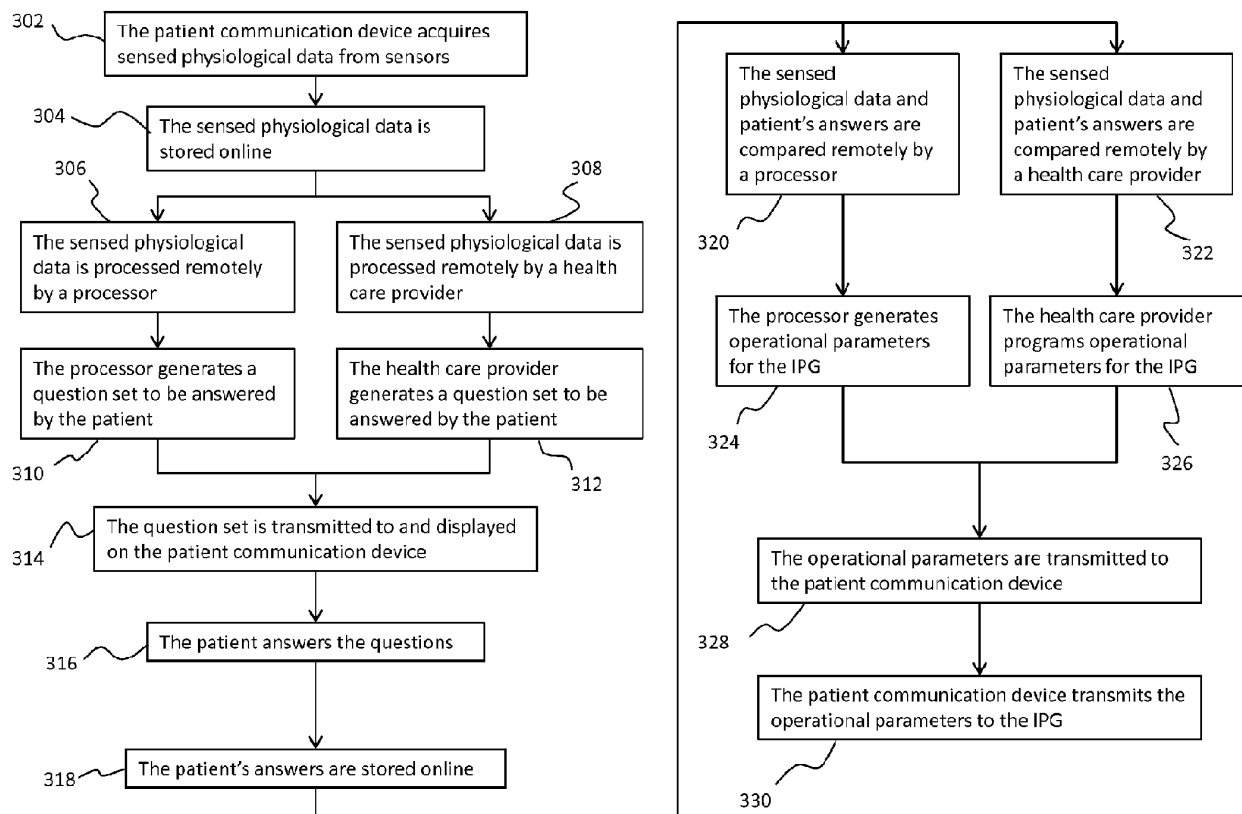 302
The patient communication device acquires
sensed physiological data from sensors
304
The sensed physiological data is
stored online
306
308
The sensed physiological
data is processed remotely
by a processor
The sensed physiological data is
processed remotely by a health
care provider
The processor generates a
question set to be answered
by the patient
The health care provider
generates a question set to be
answered by the patient
310
312
The question set is transmitted to and displayed
on the patient communication device
314
The patient answers the questions
316
The patient's answers are stored online
318
The sensed
physiological data and
patient's answers are
compared remotely by
a processor
The sensed
physiological data and
patient's answers are
compared remotely by
a health care provider
320
322
The processor generates
operational parameters
for the IPG
The health care provider
programs operational
parameters for the IPG
324
326
The operational parameters are transmitted to
the patient communication device
328
The patient communication device transmits the
operational parameters to the IPG
330